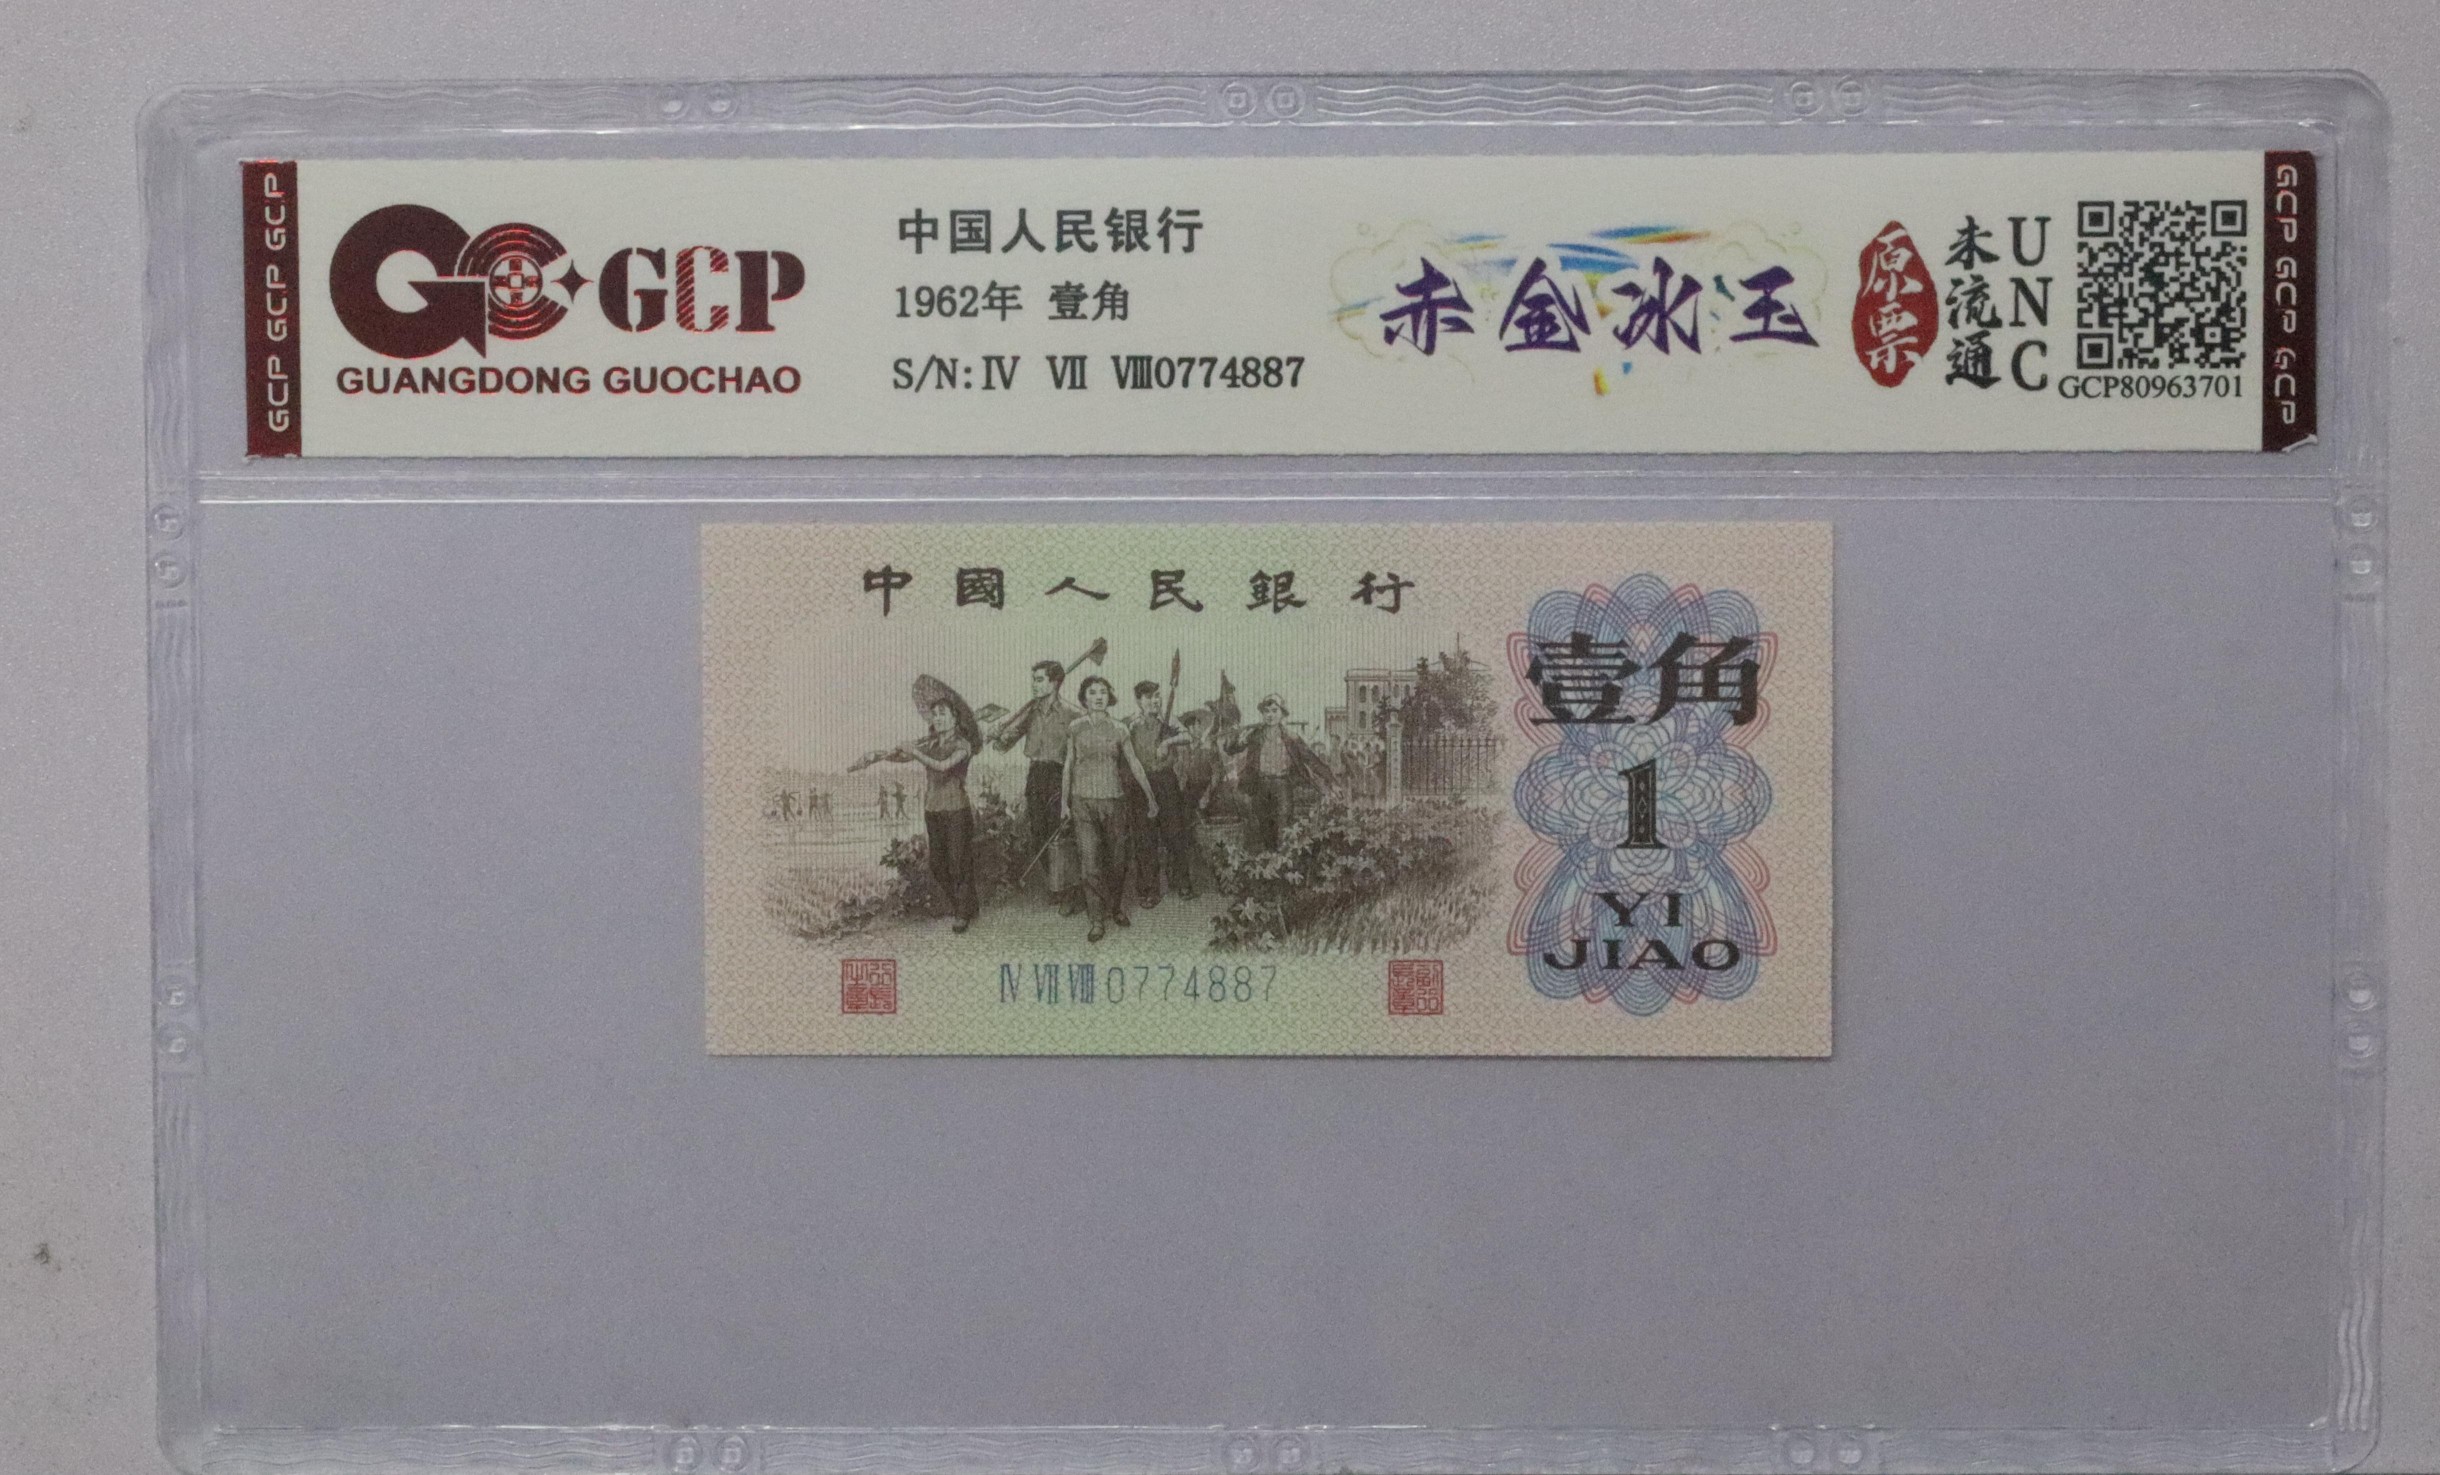 GCP GCP GCP
GCP
GUANGDONG GUOCHAO
中国人民银行
1962年 壹角
S/N:Ⅳ Ⅶ Ⅷ0774887
赤金冰玉
原票
未流通
UNC
GCP80963701
GCP GCP GCP
中國人民銀行
壹角
1
YI
JIAO
Ⅳ Ⅶ Ⅷ 0774887